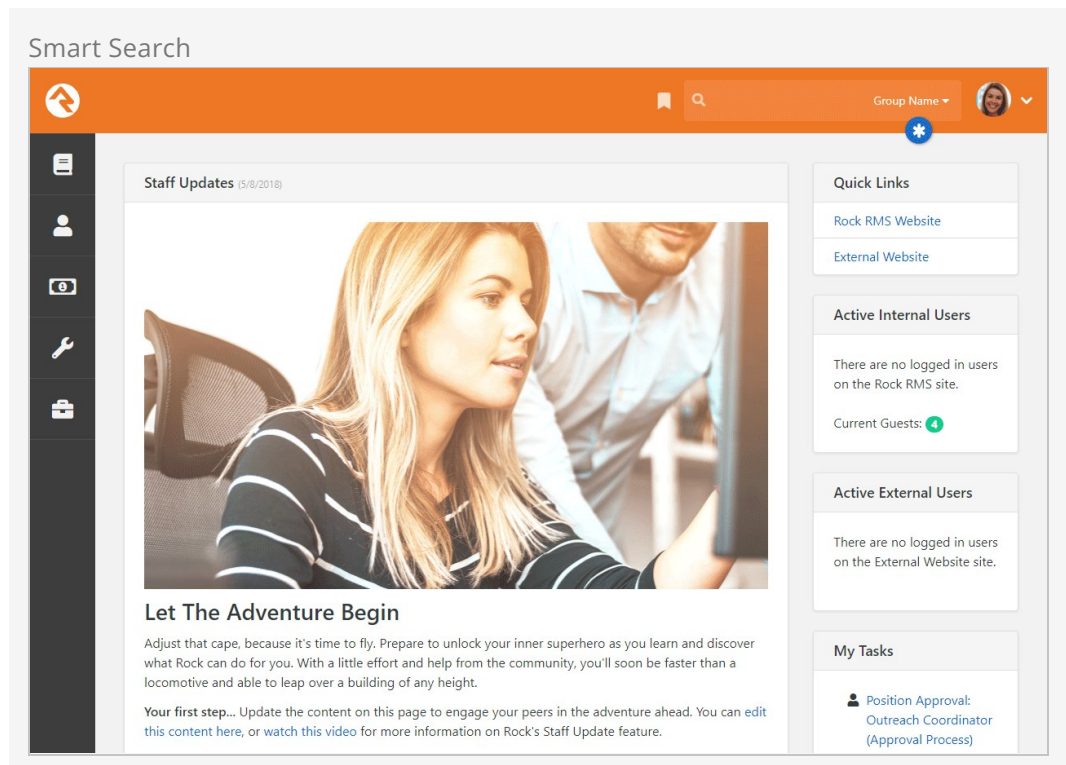 Smart Search
Group Name
Staff Updates (5/8/2018)
Let The Adventure Begin
Adjust that cape, because it's time to fly. Prepare to unlock your inner superhero as you learn and discover
what Rock can do for you. With a little effort and help from the community, you'll soon be faster than a
locomotive and able to leap over a building of any height.
Your first step... Update the content on this page to engage your peers in the adventure ahead. You can edit
this content here, or watch this video for more information on Rock's Staff Update feature.
Quick Links
Rock RMS Website
External Website
Active Internal Users
There are no logged in users
on the Rock RMS site.
Current Guests: 4
Active External Users
There are no logged in users
on the External Website site.
My Tasks
Position Approval:
Outreach Coordinator
(Approval Process)